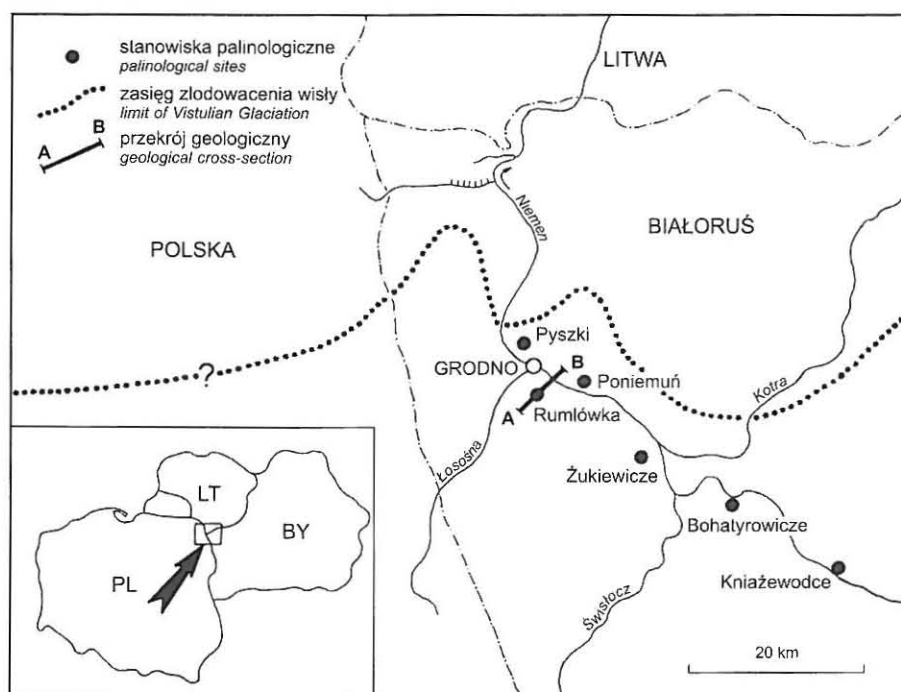 stanowiska palinologiczne
palinological sites
zasięg zlodowacenia wisły
limit of Vistulian Glaciation
A B
przekrój geologiczny
geological cross-section
LITWA
Niemen
POLSKA
BIAŁORUŚ
?
Pyszki
GRODNO
B
Poniemuń
A
Rumlówka
Kotra
Łosośna
Żukiewicze
Bohatyrowicze
Kniażewodce
Świsłocz
20 km
LT
BY
PL